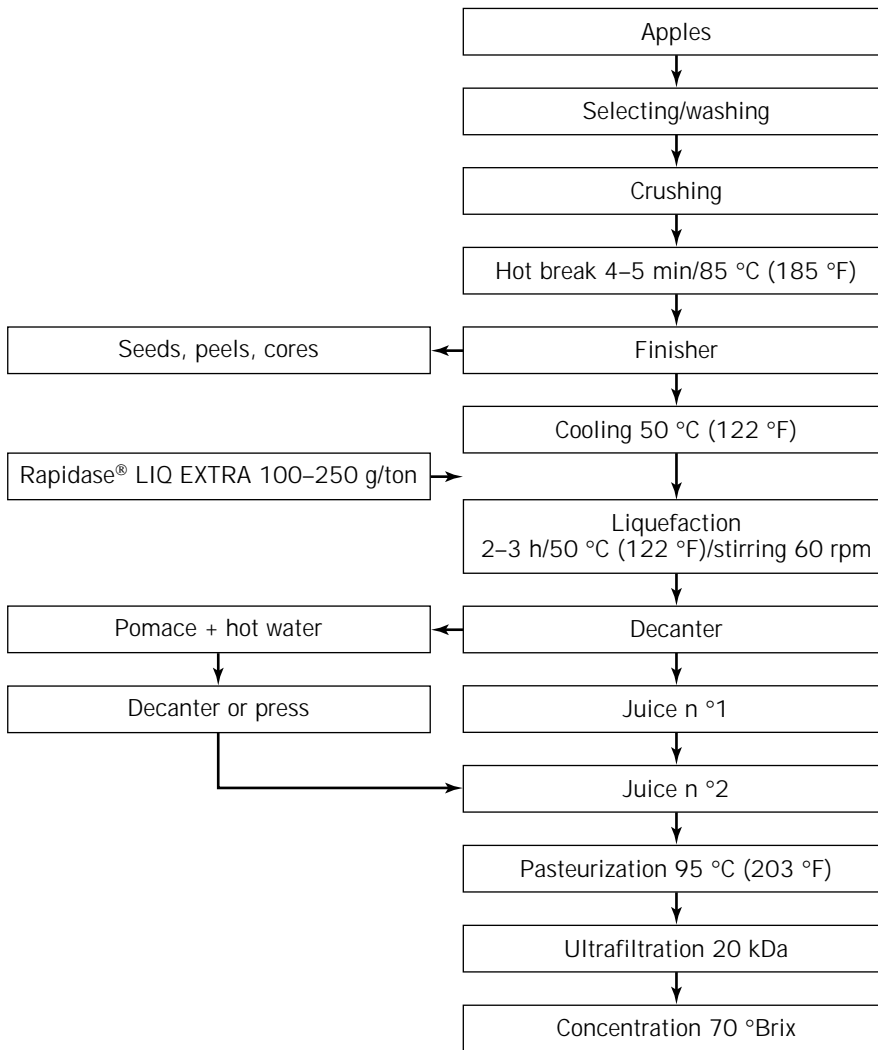 Apples
Selecting/washing
Crushing
Hot break 4–5 min/85 °C (185 °F)
Seeds, peels, cores
Finisher
Cooling 50 °C (122 °F)
Rapidase® LIQ EXTRA 100–250 g/ton
Liquefaction
2–3 h/50 °C (122 °F)/stirring 60 rpm
Pomace + hot water
Decanter
Decanter or press
Juice n °1
Juice n °2
Pasteurization 95 °C (203 °F)
Ultrafiltration 20 kDa
Concentration 70 °Brix